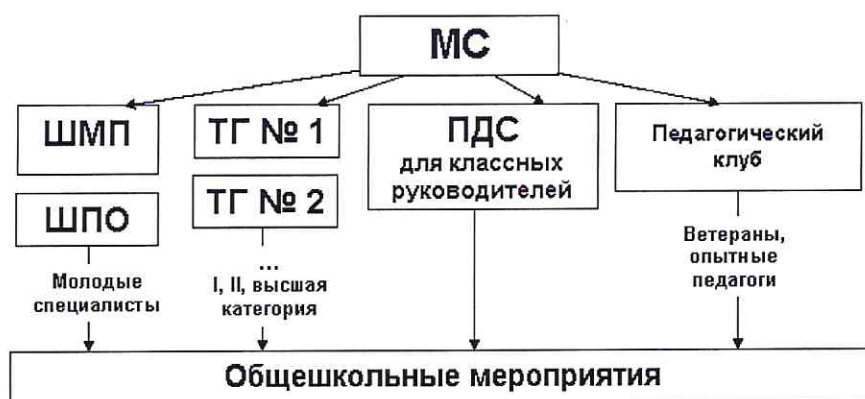 МС
ШМП
ШПО
Молодые
специалисты
ТГ № 1
ТГ № 2
...
I, II, высшая
категория
ПДС
для классных
руководителей
Педагогический
клуб
Ветераны,
опытные
педагоги
Общешкольные мероприятия